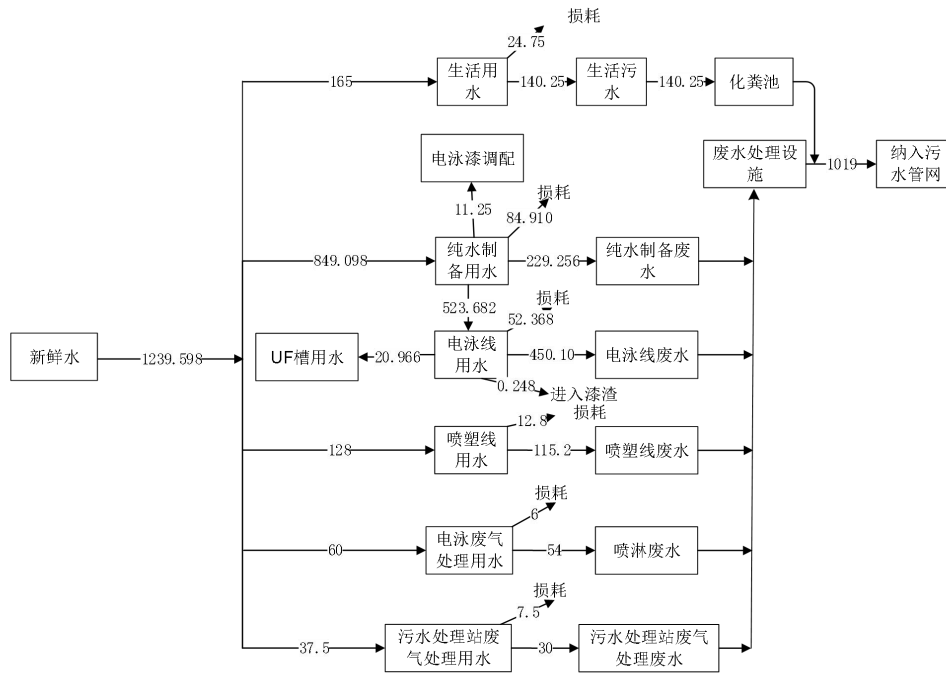 损耗
24.75
165
生活用
水
140.25
生活污
水
140.25
化粪池
电泳漆调配
废水处理设
施
1019
纳入污
水管网
11.25
损耗
84.910
849.098
纯水制
备用水
229.256
纯水制备废
水
523.682
损耗
52.368
新鲜水
1239.598
UF槽用水
20.966
电泳线
用水
450.10
电泳线废水
0.248
进入漆渣
12.8
损耗
128
喷塑线
用水
115.2
喷塑线废水
损耗
6
60
电泳废气
处理用水
54
喷淋废水
损耗
7.5
37.5
污水处理站废
气处理用水
30
污水处理站废气
处理废水